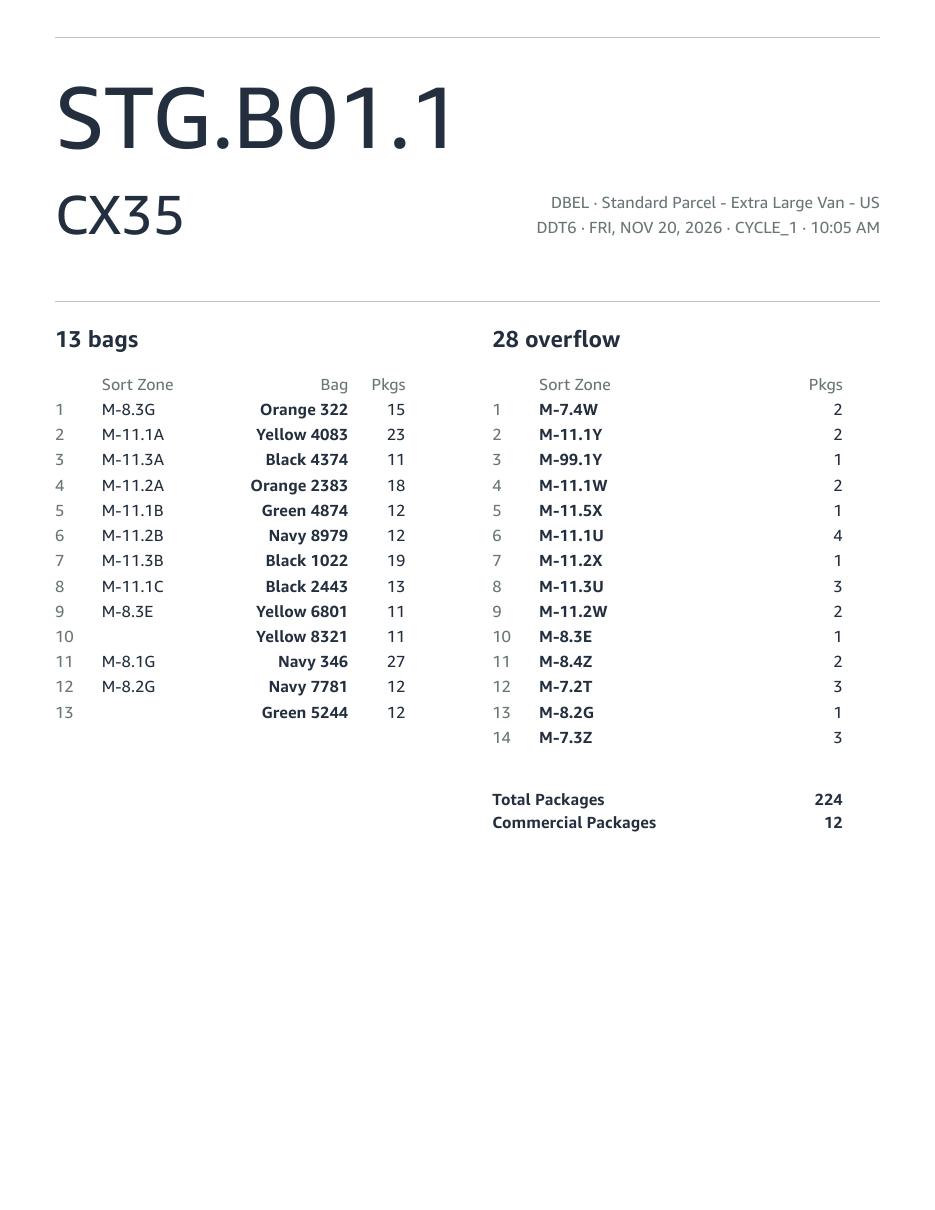 STG.B01.1
CX35
DBEL · Standard Parcel - Extra Large Van - US
DDT6 · FRI, NOV 20, 2026 · CYCLE_1 · 10:05 AM
13 bags
Sort Zone Bag Pkgs
1 M-8.3G Orange 322 15
2 M-11.1A Yellow 4083 23
3 M-11.3A Black 4374 11
4 M-11.2A Orange 2383 18
5 M-11.1B Green 4874 12
6 M-11.2B Navy 8979 12
7 M-11.3B Black 1022 19
8 M-11.1C Black 2443 13
9 M-8.3E Yellow 6801 11
10 Yellow 8321 11
11 M-8.1G Navy 346 27
12 M-8.2G Navy 7781 12
13 Green 5244 12
28 overflow
Sort Zone Pkgs
1 M-7.4W 2
2 M-11.1Y 2
3 M-99.1Y 1
4 M-11.1W 2
5 M-11.5X 1
6 M-11.1U 4
7 M-11.2X 1
8 M-11.3U 3
9 M-11.2W 2
10 M-8.3E 1
11 M-8.4Z 2
12 M-7.2T 3
13 M-8.2G 1
14 M-7.3Z 3
Total Packages 224
Commercial Packages 12